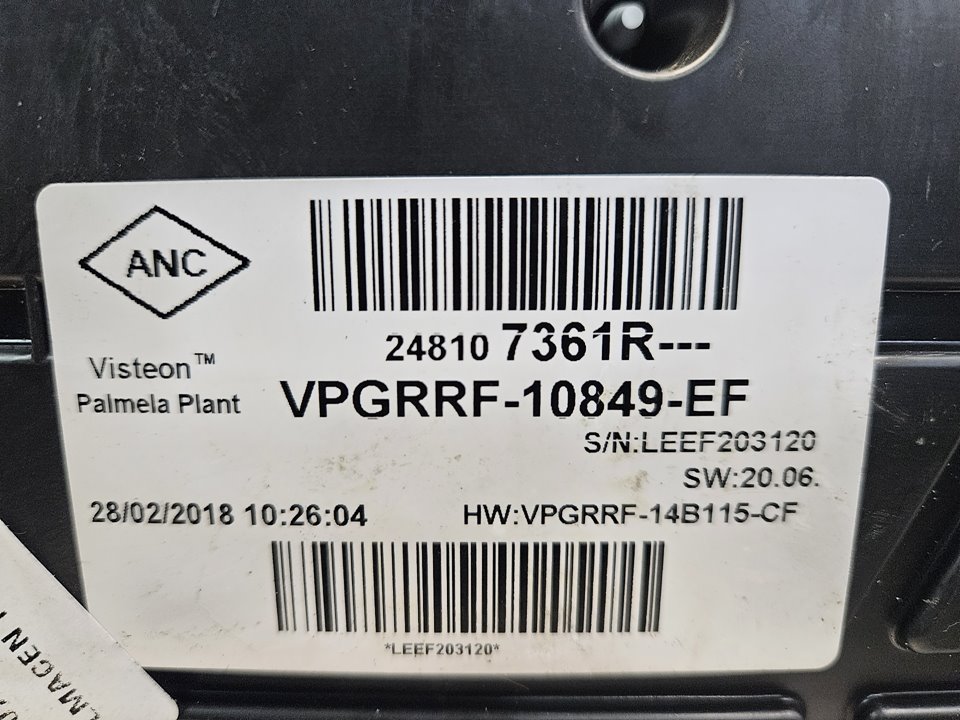 ANC
24810 7361R---
Visteon™
Palmela Plant
VPGRRF-10849-EF
S/N:LEEF203120
SW:20.06.
28/02/2018 10:26:04
HW:VPGRRF-14B115-CF
*LEEF203120*